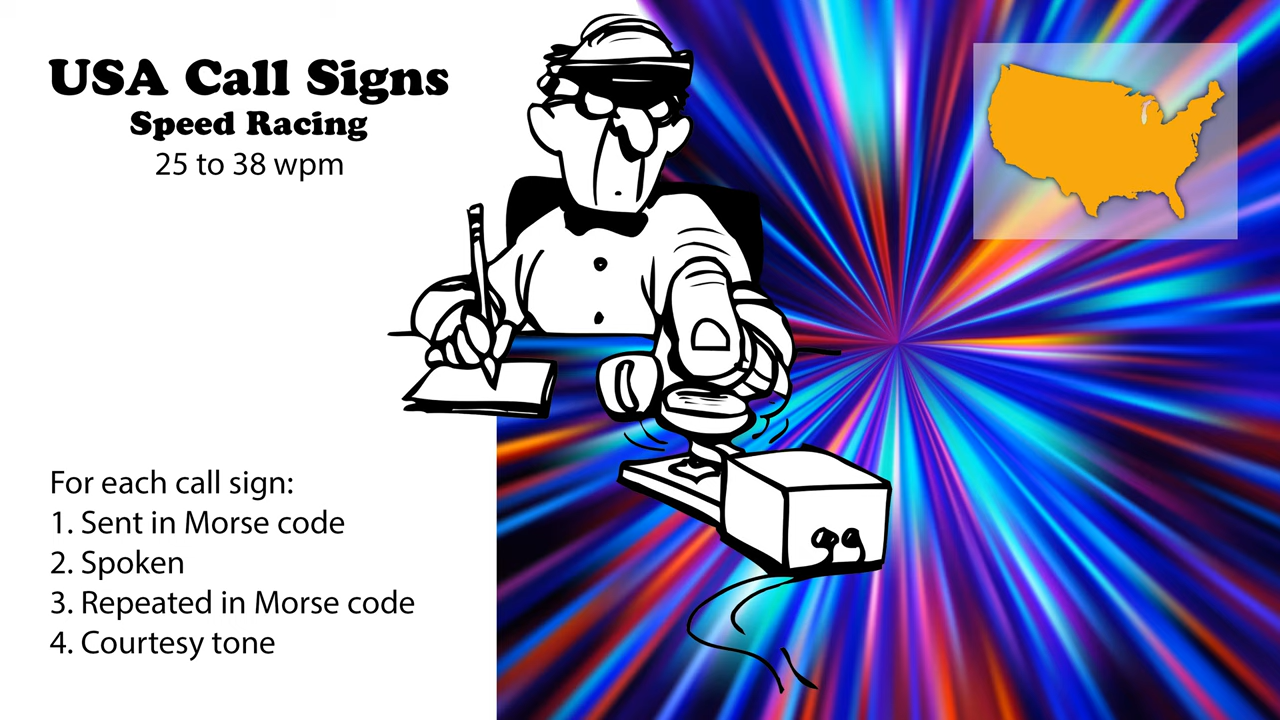 USA Call Signs
Speed Racing
25 to 38 wpm
For each call sign:
1. Sent in Morse code
2. Spoken
3. Repeated in Morse code
4. Courtesy tone